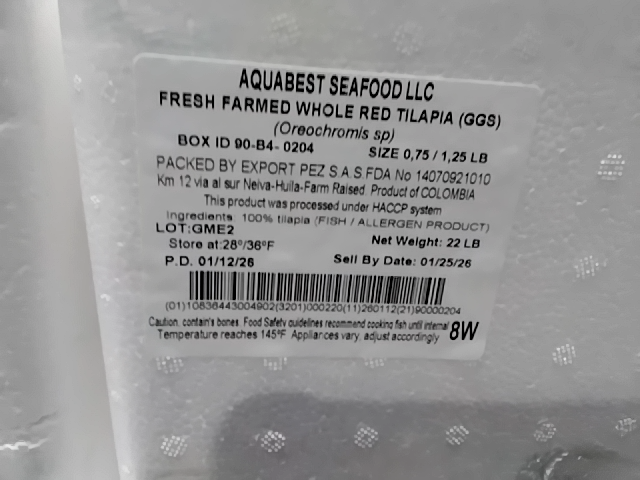 AQUABEST SEAFOOD LLC
FRESH FARMED WHOLE RED TILAPIA (GGS)
(Oreochromis sp)
BOX ID 90-B4- 0204 SIZE 0,75 / 1,25 LB
PACKED BY EXPORT PEZ S.A.S.FDA No 14070921010
Km 12 via al sur Neiva-Huila-Farm Raised. Product of COLOMBIA
This product was processed under HACCP system
Ingredients: 100% tilapia (FISH / ALLERGEN PRODUCT)
LOT:GME2 Net Weight: 22 LB
Store at:28º/36ºF
P.D. 01/12/26 Sell By Date: 01/25/26
(01)10836443004902(3201)000220(11)260112(21)90000204
Caution, contain's bones. Food Safety guidelines recommend cooking fish until internal
Temperature reaches 145ºF. Appliances vary, adjust accordingly 8W